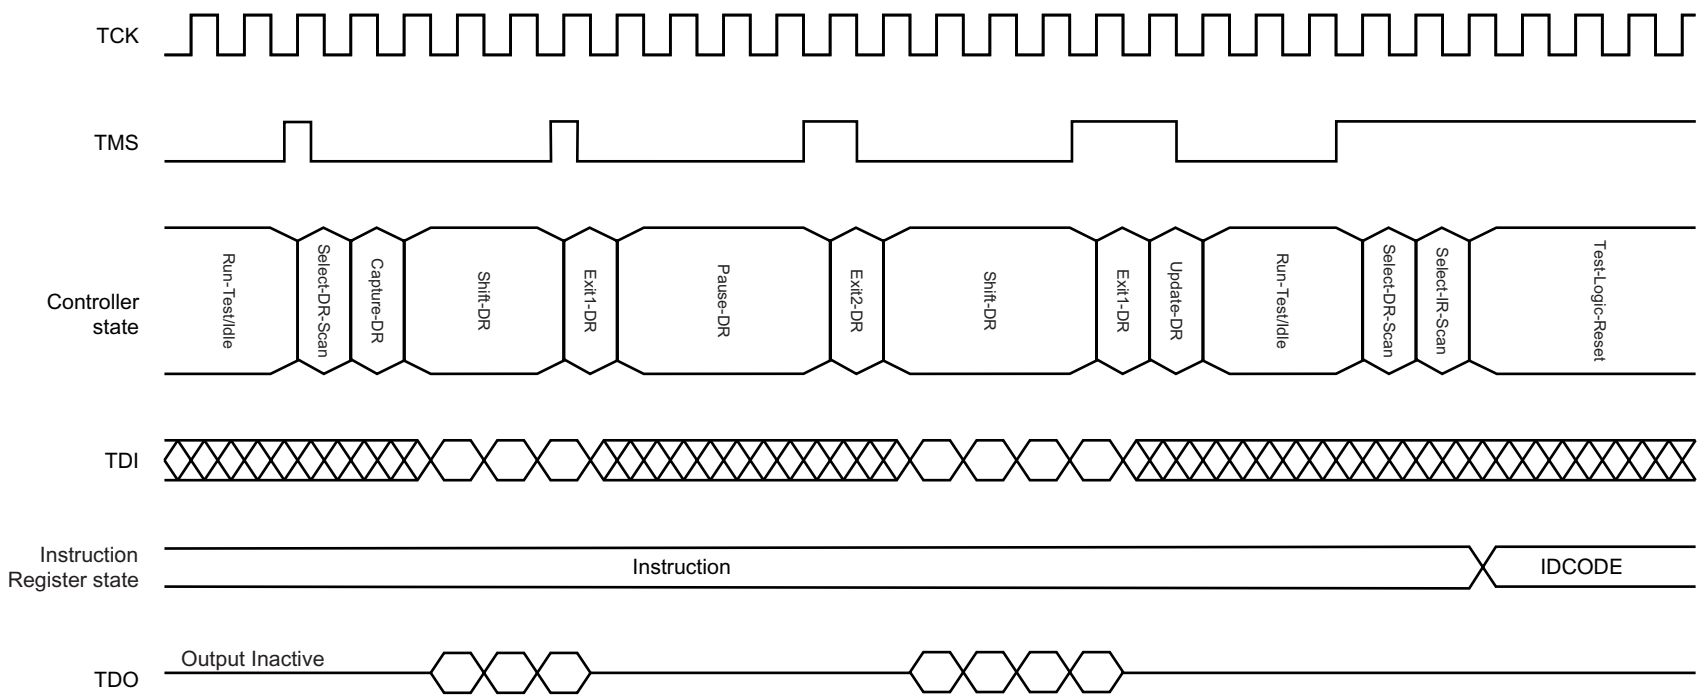 TCK
TMS
Controller
state
Run-Test/Idle
Select-DR-Scan
Capture-DR
Shift-DR
Exit1-DR
Pause-DR
Exit2-DR
Shift-DR
Exit1-DR
Update-DR
Run-Test/Idle
Select-DR-Scan
Select-IR-Scan
Test-Logic-Reset
TDI
Instruction
Register state
Instruction
IDCODE
TDO
Output Inactive